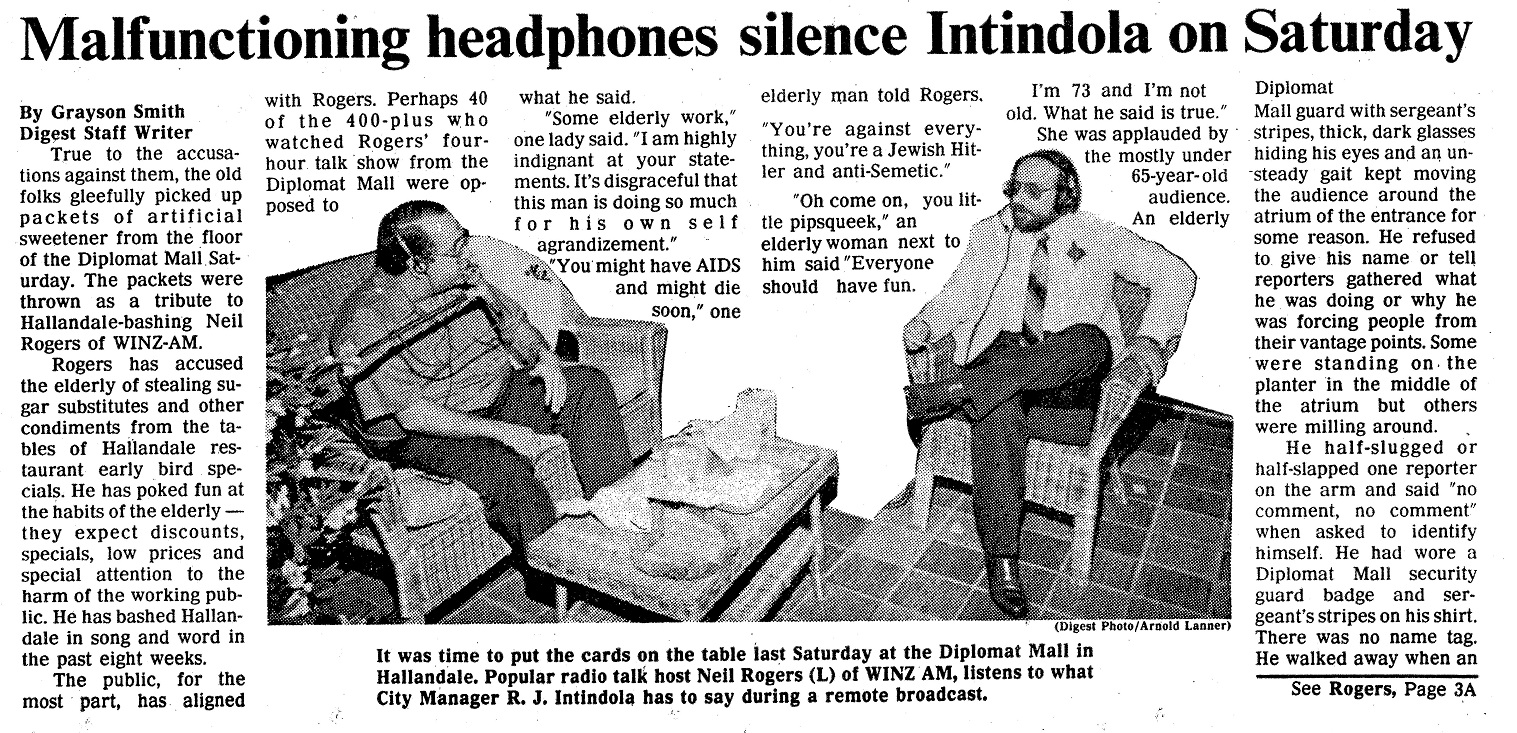 Malfunctioning headphones silence Intindola on Saturday
By Grayson Smith
Digest Staff Writer
True to the accusa-
tions against them, the old
folks gleefully picked up
packets of artificial
sweetener from the floor
of the Diplomat Mall Sat-
urday. The packets were
thrown as a tribute to
Hallandale-bashing Neil
Rogers of WINZ-AM.
Rogers has accused
the elderly of stealing su-
gar substitutes and other
condiments from the ta-
bles of Hallandale res-
taurant early bird spe-
cials. He has poked fun at
the habits of the elderly —
they expect discounts,
specials, low prices and
special attention to the
harm of the working pub-
lic. He has bashed Hallan-
dale in song and word in
the past eight weeks.
The public, for the
most part, has aligned
with Rogers. Perhaps 40
of the 400-plus who
watched Rogers' four-
hour talk show from the
Diplomat Mall were op-
posed to
what he said.
"Some elderly work,"
one lady said. "I am highly
indignant at your state-
ments. It's disgraceful that
this man is doing so much
for his own self
agrandizement."
"You might have AIDS
and might die
soon," one
elderly man told Rogers.
"You're against every-
thing, you're a Jewish Hit-
ler and anti-Semetic."
"Oh come on, you lit-
tle pipsqueek," an
elderly woman next to
him said "Everyone
should have fun.
I'm 73 and I'm not
old. What he said is true."
She was applauded by
the mostly under
65-year-old
audience.
An elderly
Diplomat
Mall guard with sergeant's
stripes, thick, dark glasses
hiding his eyes and an un-
steady gait kept moving
the audience around the
atrium of the entrance for
some reason. He refused
to give his name or tell
reporters gathered what
he was doing or why he
was forcing people from
their vantage points. Some
were standing on the
planter in the middle of
the atrium but others
were milling around.
He half-slugged or
half-slapped one reporter
on the arm and said "no
comment, no comment"
when asked to identify
himself. He had wore a
Diplomat Mall security
guard badge and ser-
geant's stripes on his shirt.
There was no name tag.
He walked away when an
See Rogers, Page 3A
(Digest Photo/Arnold Lanner)
It was time to put the cards on the table last Saturday at the Diplomat Mall in
Hallandale. Popular radio talk host Neil Rogers (L) of WINZ AM, listens to what
City Manager R. J. Intindola has to say during a remote broadcast.